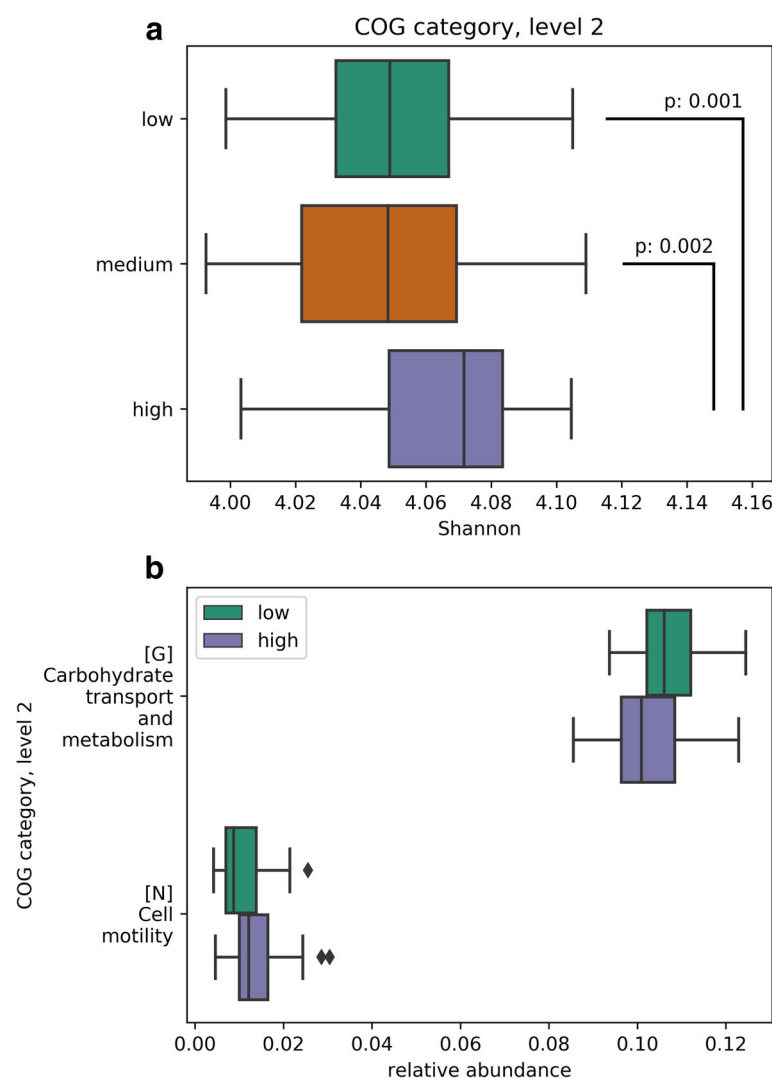 a
COG category, level 2
low
p: 0.001
medium
p: 0.002
high
4.00 4.02 4.04 4.06 4.08 4.10 4.12 4.14 4.16
Shannon
b
low
high
COG category, level 2
[G]
Carbohydrate
transport
and
metabolism
[N]
Cell
motility
0.00 0.02 0.04 0.06 0.08 0.10 0.12
relative abundance